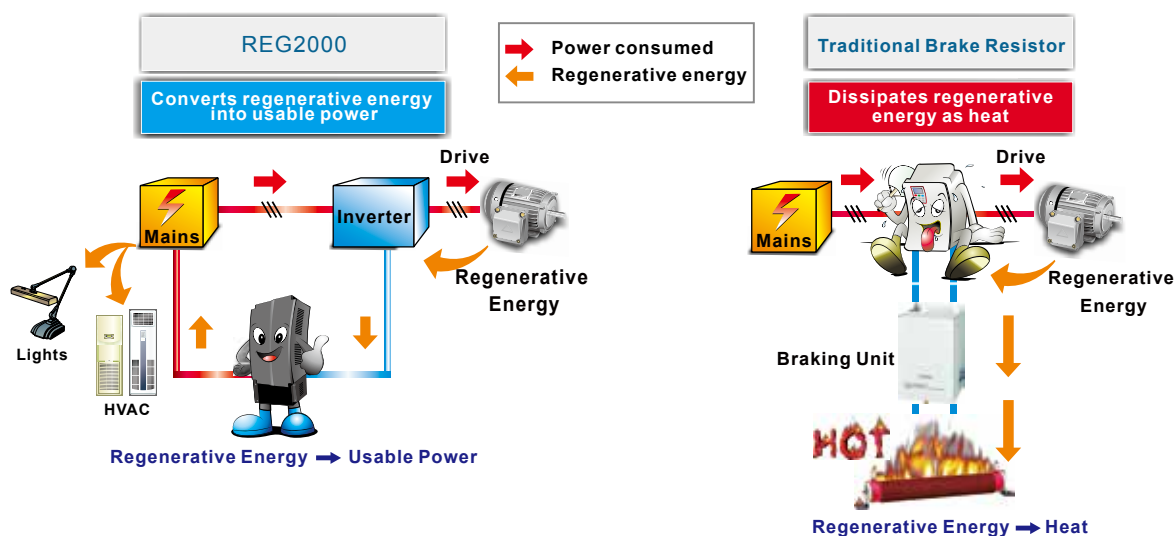 REG2000
Converts regenerative energy
into usable power
Power consumed
Regenerative energy
Traditional Brake Resistor
Dissipates regenerative
energy as heat
Drive
Inverter
Mains
Regenerative
Energy
Lights
HVAC
Regenerative Energy → Usable Power
Drive
Mains
Regenerative
Energy
Braking Unit
HOT
Regenerative Energy → Heat